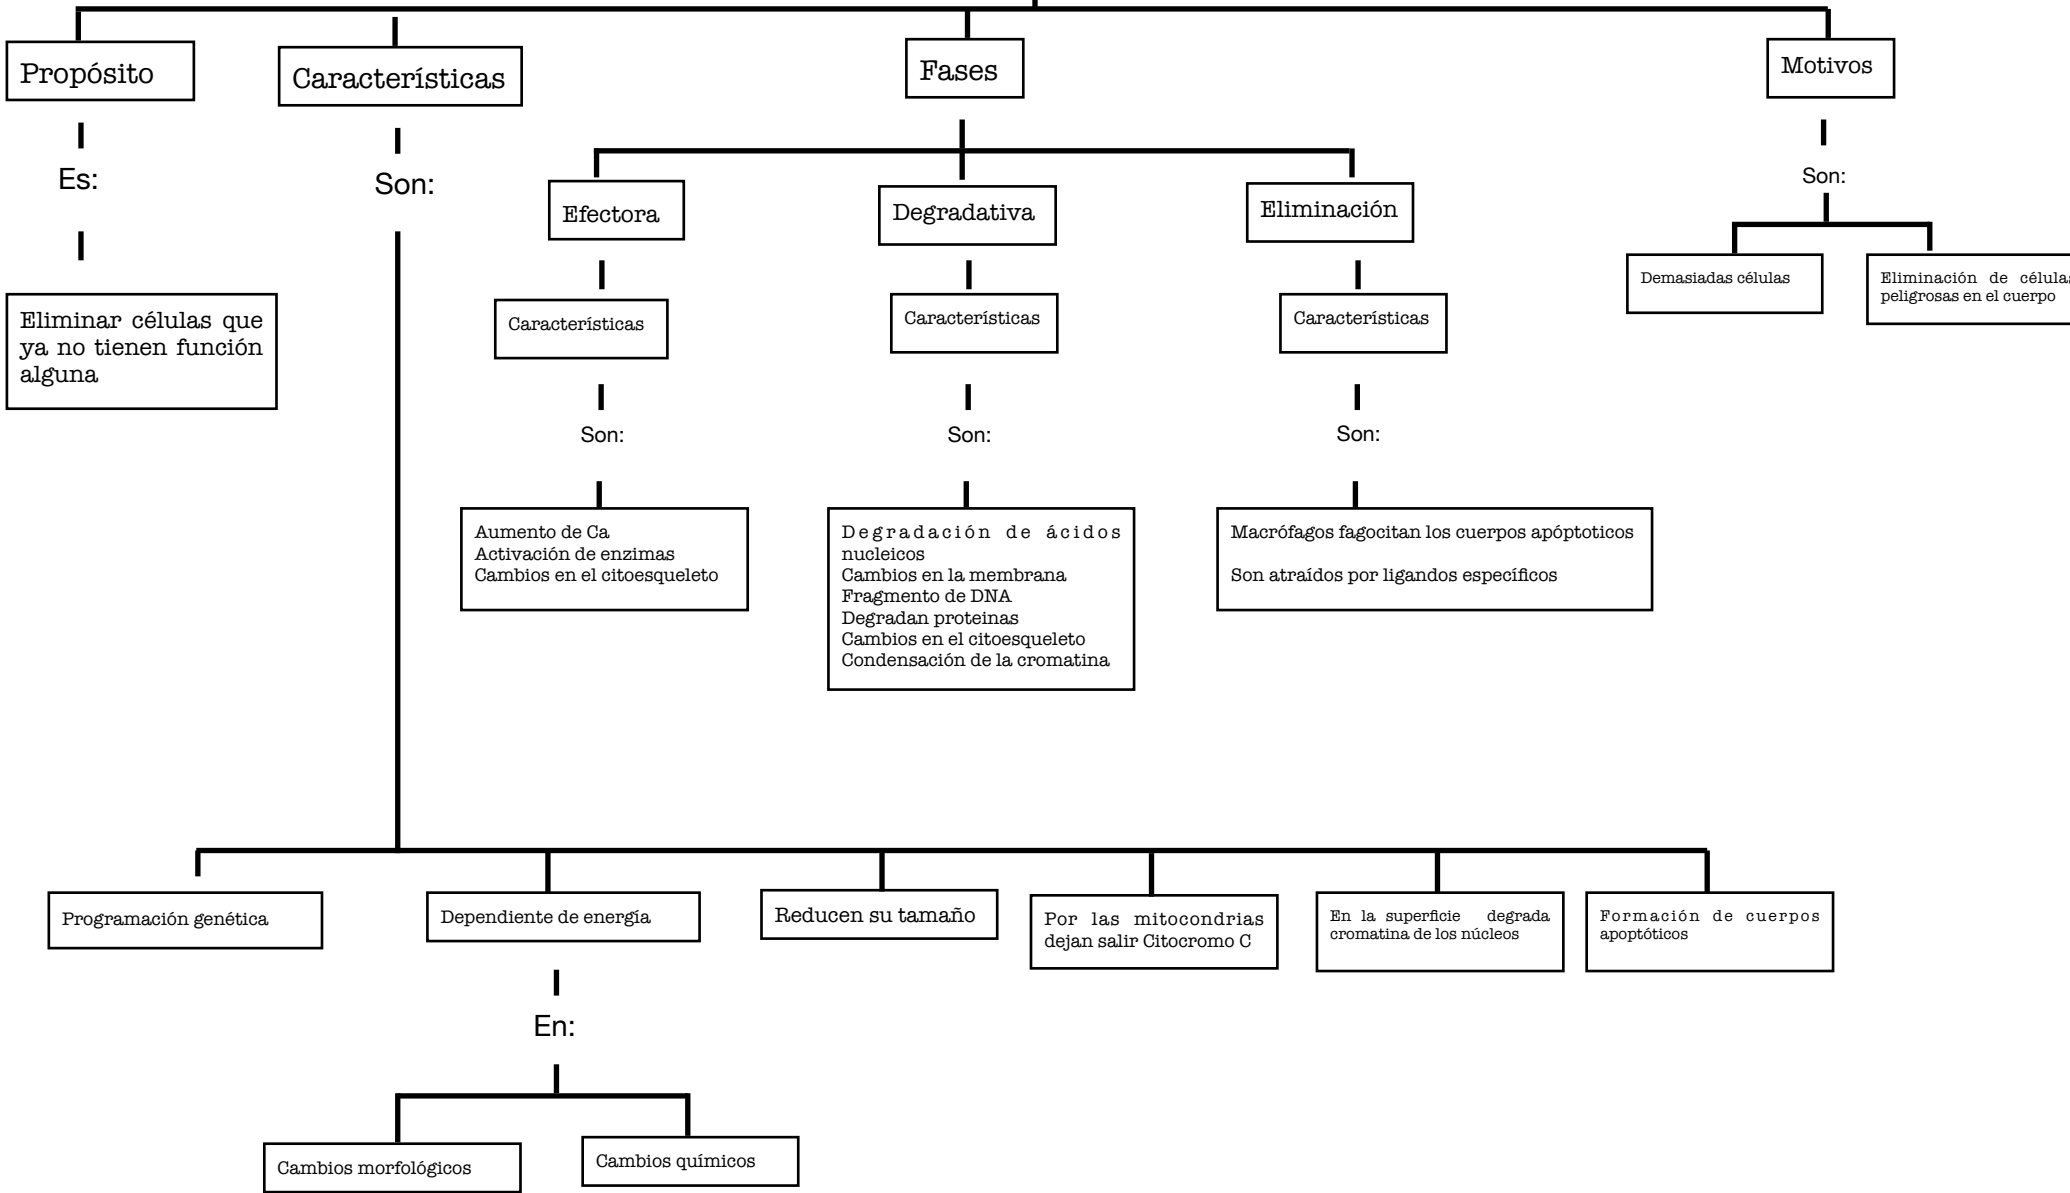 Propósito
Es:
Eliminar células que
ya no tienen función
alguna
Característícas
Son:
Fases
Efectora
Característícas
Son:
Aumento de Ca
Activación de enzimas
Cambios en el citoesqueleto
Degradativa
Característícas
Son:
Degradación de ácidos
nucleicos
Cambios en la membrana
Fragmento de DNA
Degradan proteinas
Cambios en el citoesqueleto
Condensación de la cromatina
Eliminación
Característícas
Son:
Macrófagos fagocitan los cuerpos apóptoticos
Son atraídos por ligandos específicos
Motivos
Son:
Demasiadas células
Eliminación de células
peligrosas en el cuerpo
Programación genética
Dependiente de energía
En:
Cambios morfológicos
Cambios químicos
Reducen su tamaño
Por las mitocondrias
dejan salir Citocromo C
En la superficie degrada
cromatina de los núcleos
Formación de cuerpos
apoptóticos